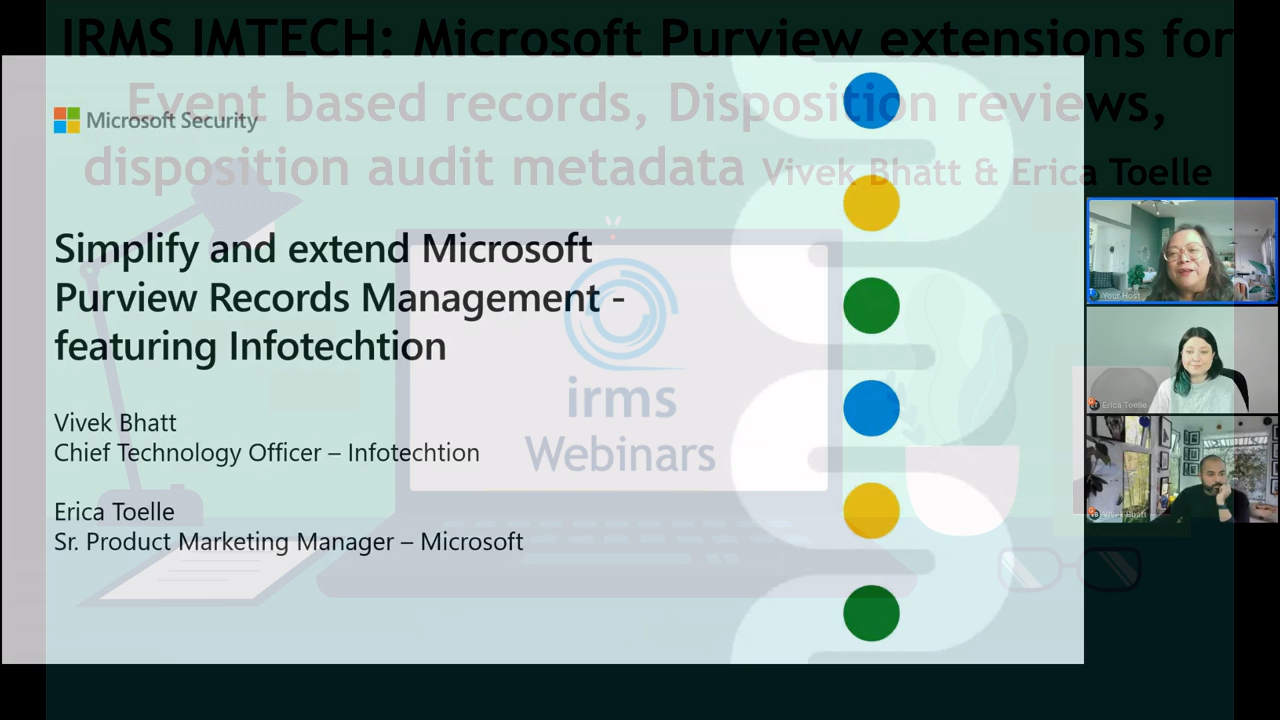 IRMS IMTECH: Microsoft Purview extensions for
Event based records, Disposition reviews,
disposition audit metadata Vivek Bhatt & Erica Toelle
Microsoft Security
Simplify and extend Microsoft
Purview Records Management -
featuring Infotechtion
Vivek Bhatt
Chief Technology Officer – Infotechtion
Erica Toelle
Sr. Product Marketing Manager – Microsoft
irms
Webinars
Your Host
Erica Toelle
Vivek Bhatt